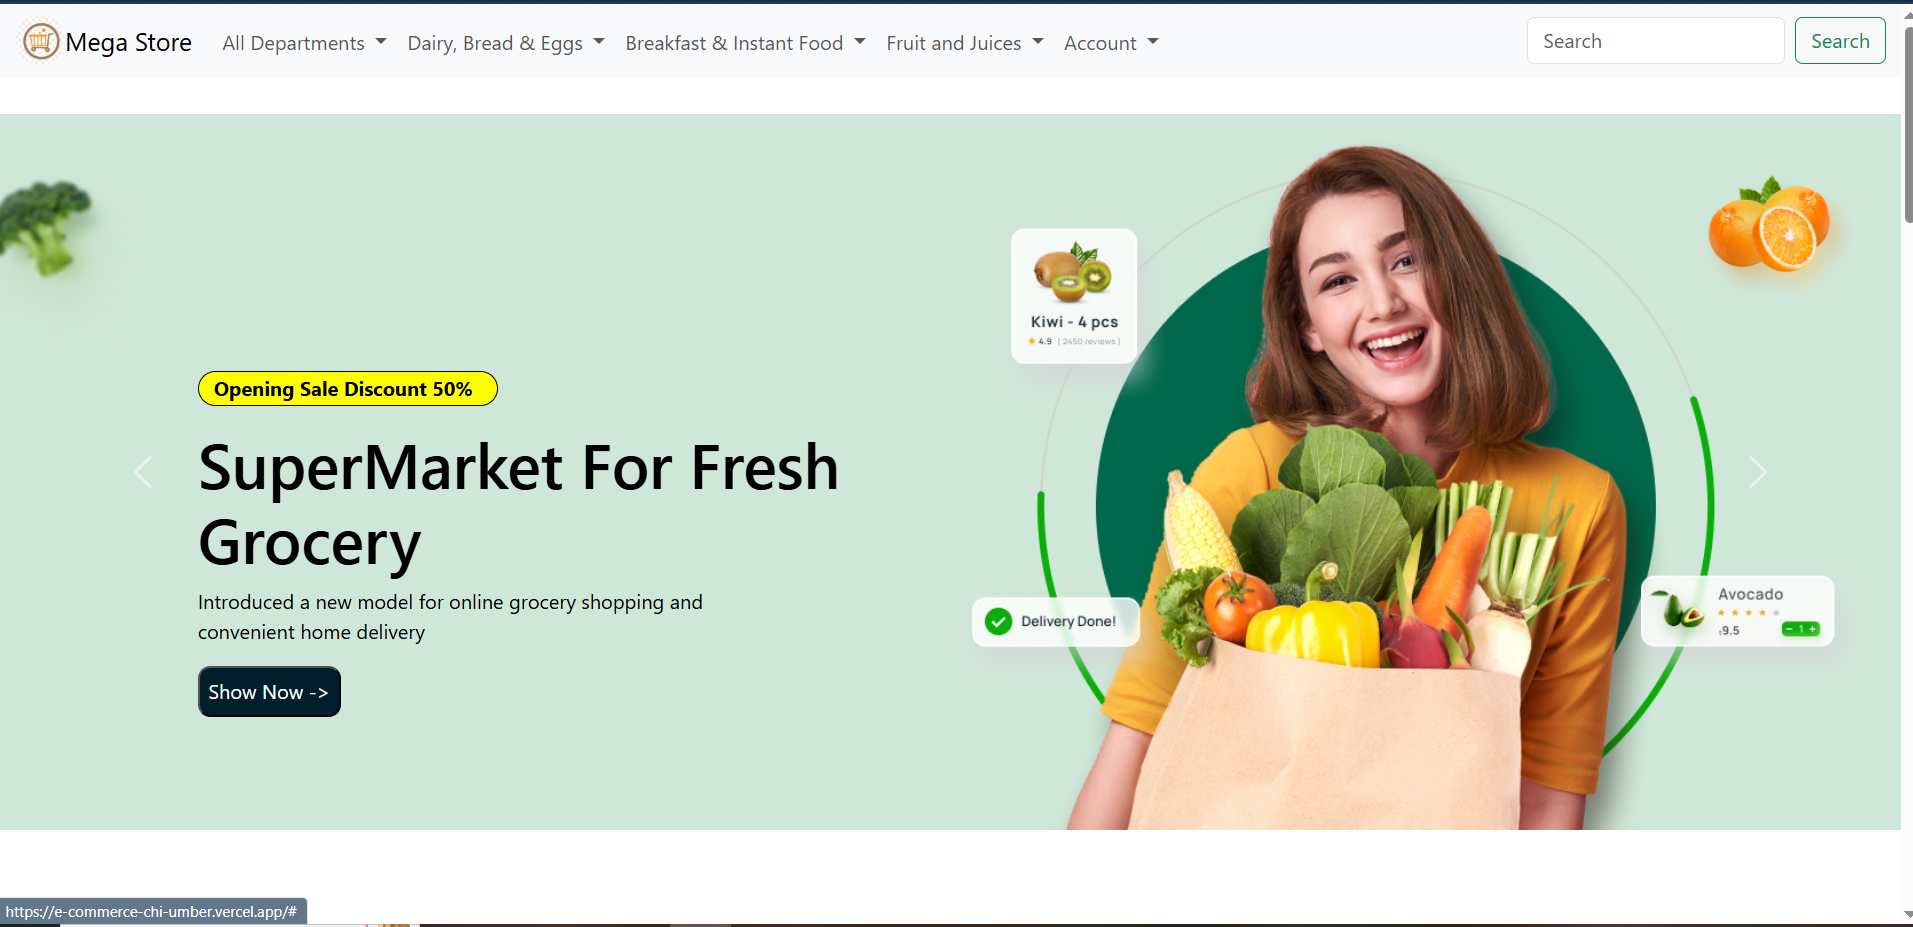 Mega Store
All Departments
Dairy, Bread & Eggs
Breakfast & Instant Food
Fruit and Juices
Account
Search
Search
Kiwi - 4 pcs
4.9 ( 2450 reviews )
Opening Sale Discount 50%
SuperMarket For Fresh
Grocery
Introduced a new model for online grocery shopping and
convenient home delivery
Show Now ->
Delivery Done!
Avocado
$9.5
- 1 +
https://e-commerce-chi-umber.vercel.app/#